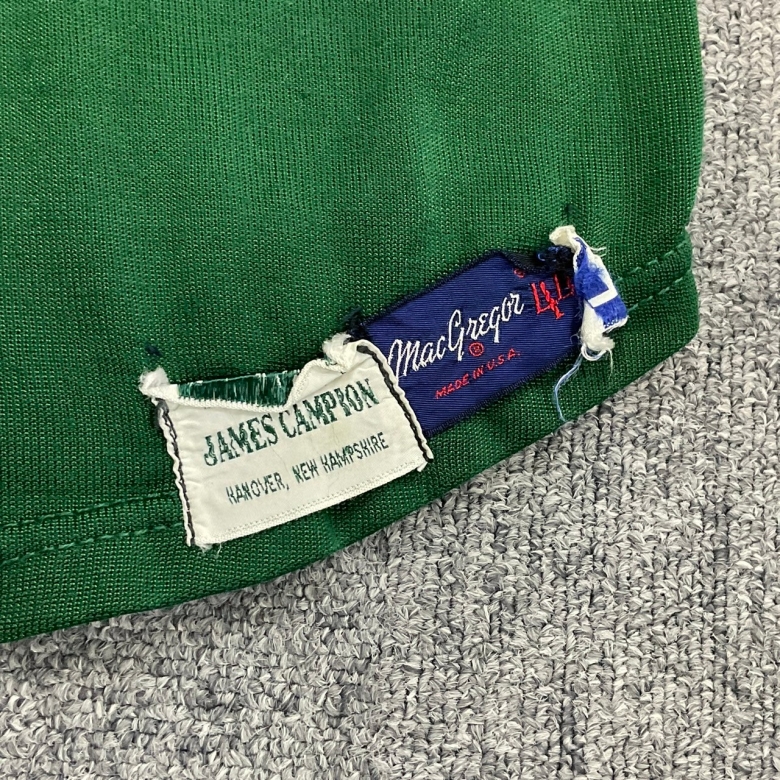 JAMES CAMPION
HANOVER, NEW HAMPSHIRE
MacGregor
®
MADE IN U.S.A.